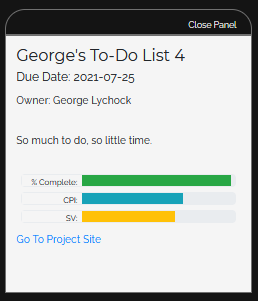 Close Panel
George's To-Do List 4
Due Date: 2021-07-25
Owner: George Lychock
So much to do, so little time.
% Complete:
CPI:
SV:
Go To Project Site